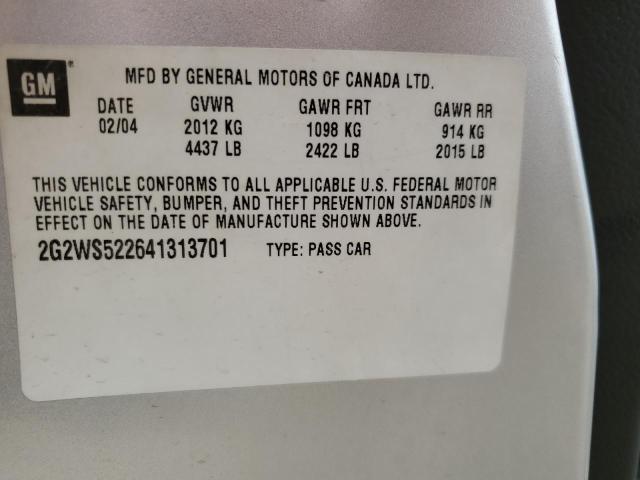 GM®
MFD BY GENERAL MOTORS OF CANADA LTD.
DATE GVWR GAWR FRT GAWR RR
02/04 2012 KG 1098 KG 914 KG
4437 LB 2422 LB 2015 LB
THIS VEHICLE CONFORMS TO ALL APPLICABLE U.S. FEDERAL MOTOR
VEHICLE SAFETY, BUMPER, AND THEFT PREVENTION STANDARDS IN
EFFECT ON THE DATE OF MANUFACTURE SHOWN ABOVE.
2G2WS522641313701 TYPE: PASS CAR